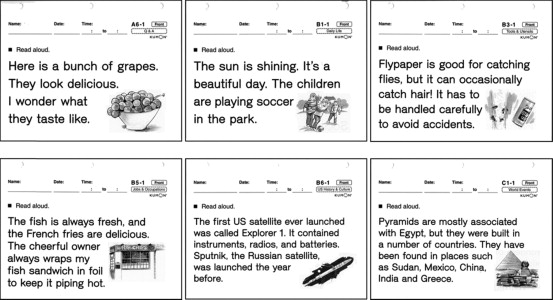 Name: Date: Time: : to : A6-1 Front
Q & A
KUMON
■ Read aloud.
Here is a bunch of grapes.
They look delicious.
I wonder what
they taste like.
Name: Date: Time: : to : B1-1 Front
Daily Life
KUMON
■ Read aloud.
The sun is shining. It's a
beautiful day. The children
are playing soccer
in the park.
Name: Date: Time: : to : B3-1 Front
Tools & Utensils
KUMON
■ Read aloud.
Flypaper is good for catching
flies, but it can occasionally
catch hair! It has to
be handled carefully
to avoid accidents.
Name: Date: Time: : to : B5-1 Front
Jobs & Occupations
KUMON
■ Read aloud.
The fish is always fresh, and
the French fries are delicious.
The cheerful owner
always wraps my
fish sandwich in foil
to keep it piping hot.
Name: Date: Time: : to : B6-1 Front
US History & Culture
KUMON
■ Read aloud.
The first US satellite ever launched
was called Explorer 1. It contained
instruments, radios, and batteries.
Sputnik, the Russian satellite,
was launched the year
before.
Name: Date: Time: : to : C1-1 Front
World Events
KUMON
■ Read aloud.
Pyramids are mostly associated
with Egypt, but they were built in
a number of countries. They have
been found in places such
as Sudan, Mexico, China,
India and Greece.